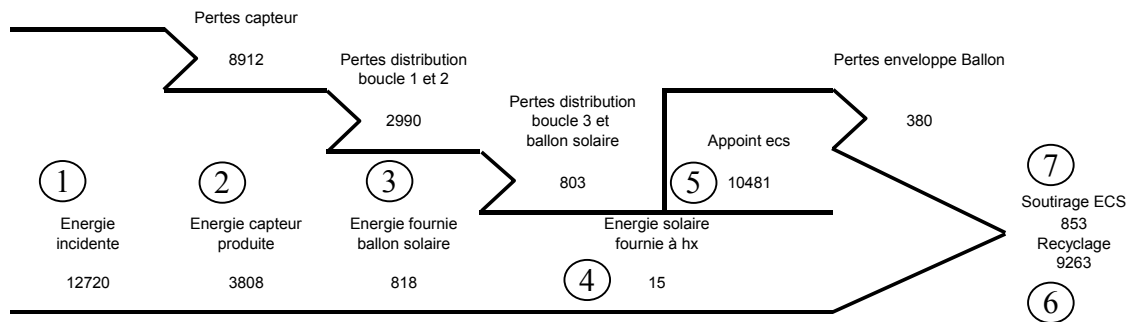 Pertes capteur
8912
Pertes distribution
boucle 1 et 2
2990
Pertes distribution
boucle 3 et
ballon solaire
803
Appoint ecs
10481
Pertes enveloppe Ballon
380
1
2
3
5
7
Energie
incidente
12720
Energie capteur
produite
3808
Energie fournie
ballon solaire
818
Energie solaire
fournie à hx
4
15
Soutirage ECS
853
Recyclage
9263
6